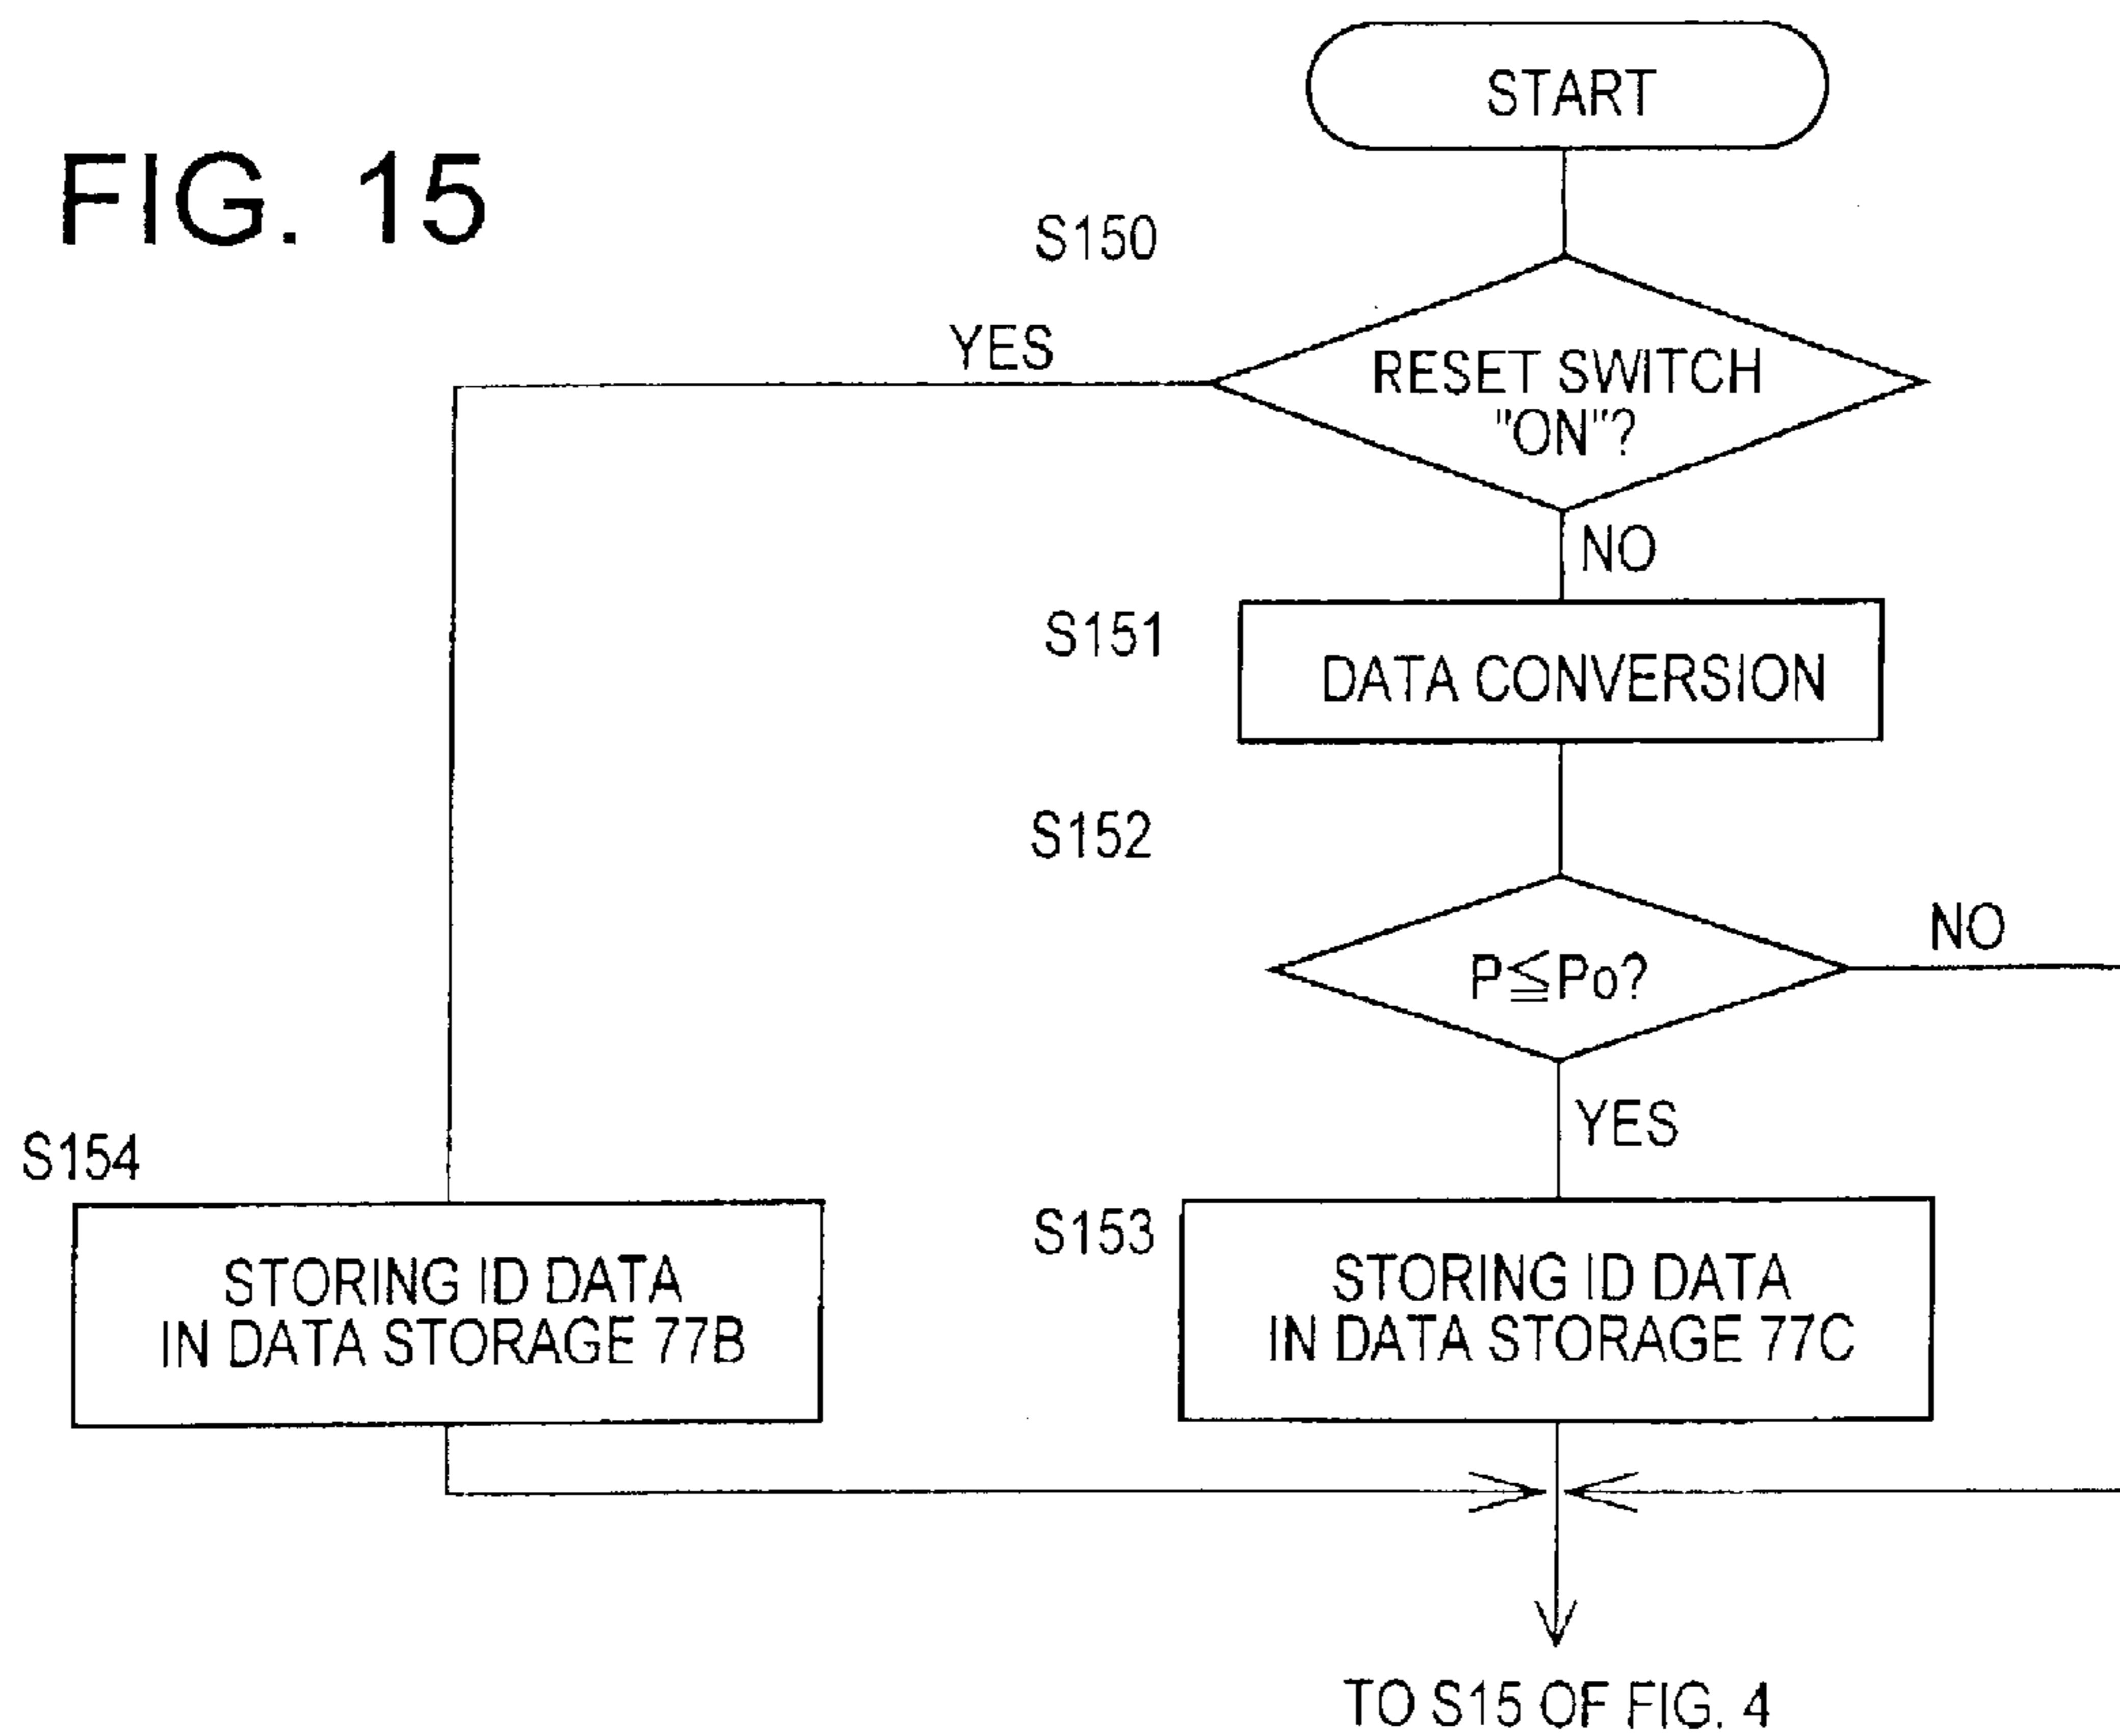 START
FIG. 15
S150
YES
RESET SWITCH
"ON"?
NO
S151
DATA CONVERSION
S152
NO
P≦Po?
YES
S154
S153
STORING ID DATA
IN DATA STORAGE 77B
STORING ID DATA
IN DATA STORAGE 77C
TO S15 OF FIG. 4